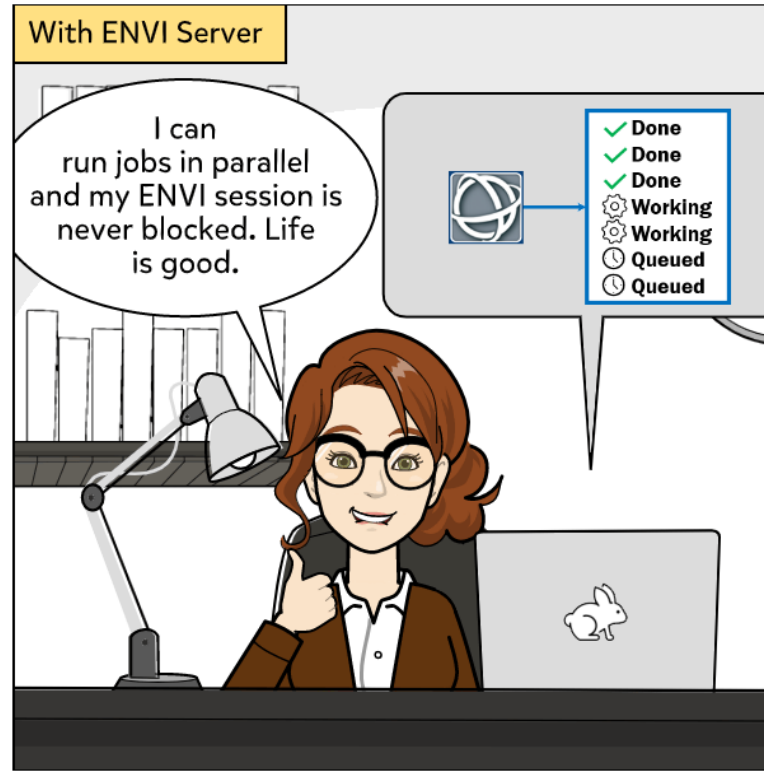 With ENVI Server
I can
run jobs in parallel
and my ENVI session is
never blocked. Life
is good.
Done
Done
Done
Working
Working
Queued
Queued